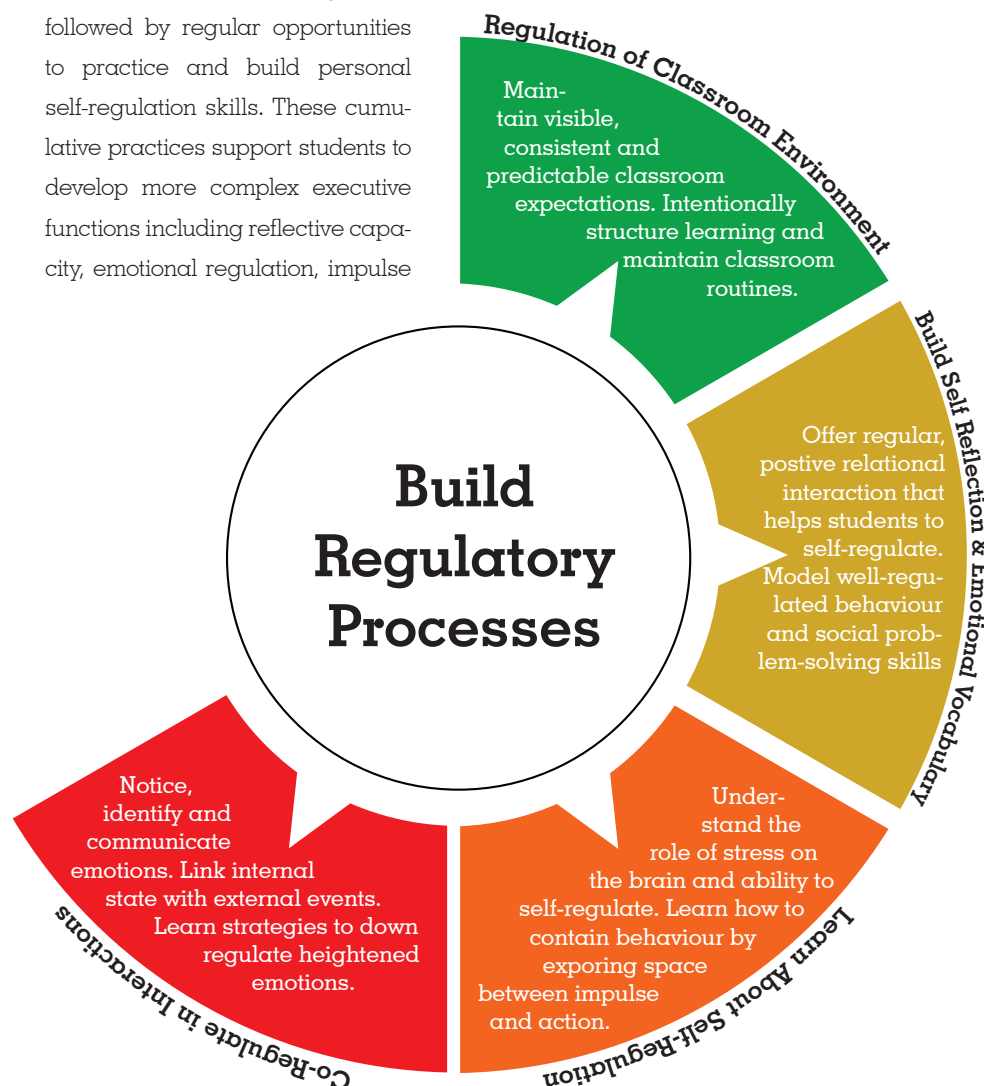 followed by regular opportunities
to practice and build personal
self-regulation skills. These cumu-
lative practices support students to
develop more complex executive
functions including reflective capa-
city, emotional regulation, impulse
Regulation of Classroom Environment
Main-
tain visible,
consistent and
predictable classroom
expectations. Intentionally
structure learning and
maintain classroom
routines.
Build Self Reflection & Emotional Vocabulary
Offer regular,
postive relational
interaction that
helps students to
self-regulate.
Model well-regu-
lated behaviour
and social prob-
lem-solving skills
Build
Regulatory
Processes
Under-
stand the
role of stress on
the brain and ability to
self-regulate. Learn how to
contain behaviour by
exporing space
between impulse
and action.
Learn About Self-Regulation
Notice,
identify and
communicate
emotions. Link internal
state with external events.
Learn strategies to down
regulate heightened
emotions.
Co-Regulate in Interactions